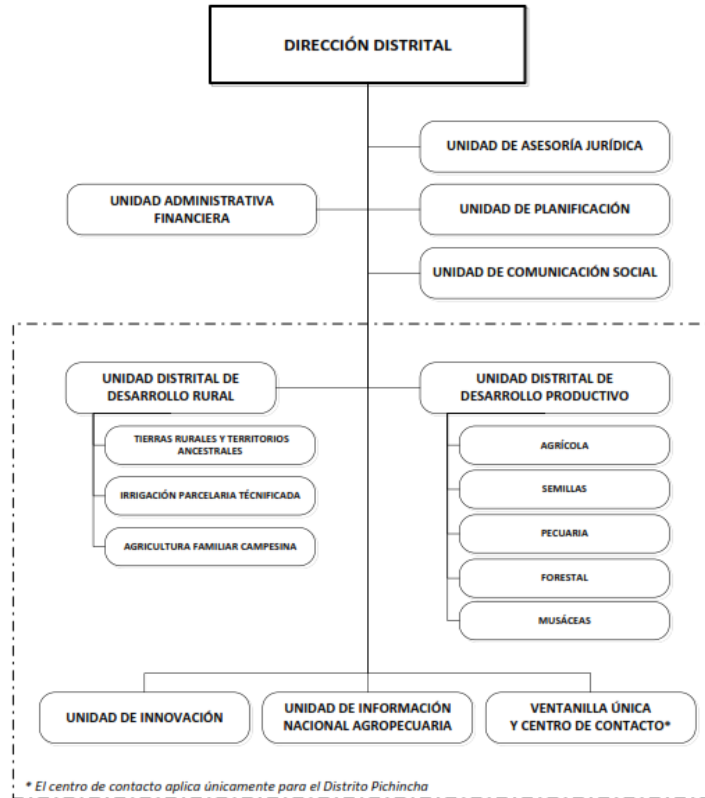 DIRECCIÓN DISTRITAL
UNIDAD DE ASESORÍA JURÍDICA
UNIDAD ADMINISTRATIVA
FINANCIERA
UNIDAD DE PLANIFICACIÓN
UNIDAD DE COMUNICACIÓN SOCIAL
UNIDAD DISTRITAL DE
DESARROLLO RURAL
TIERRAS RURALES Y TERRITORIOS
ANCESTRALES
IRRIGACIÓN PARCELARIA TÉCNIFICADA
AGRICULTURA FAMILIAR CAMPESINA
UNIDAD DISTRITAL DE
DESARROLLO PRODUCTIVO
AGRÍCOLA
SEMILLAS
PECUARIA
FORESTAL
MUSÁCEAS
UNIDAD DE INNOVACIÓN
UNIDAD DE INFORMACIÓN
NACIONAL AGROPECUARIA
VENTANILLA ÚNICA
Y CENTRO DE CONTACTO*
* El centro de contacto aplica únicamente para el Distrito Pichincha